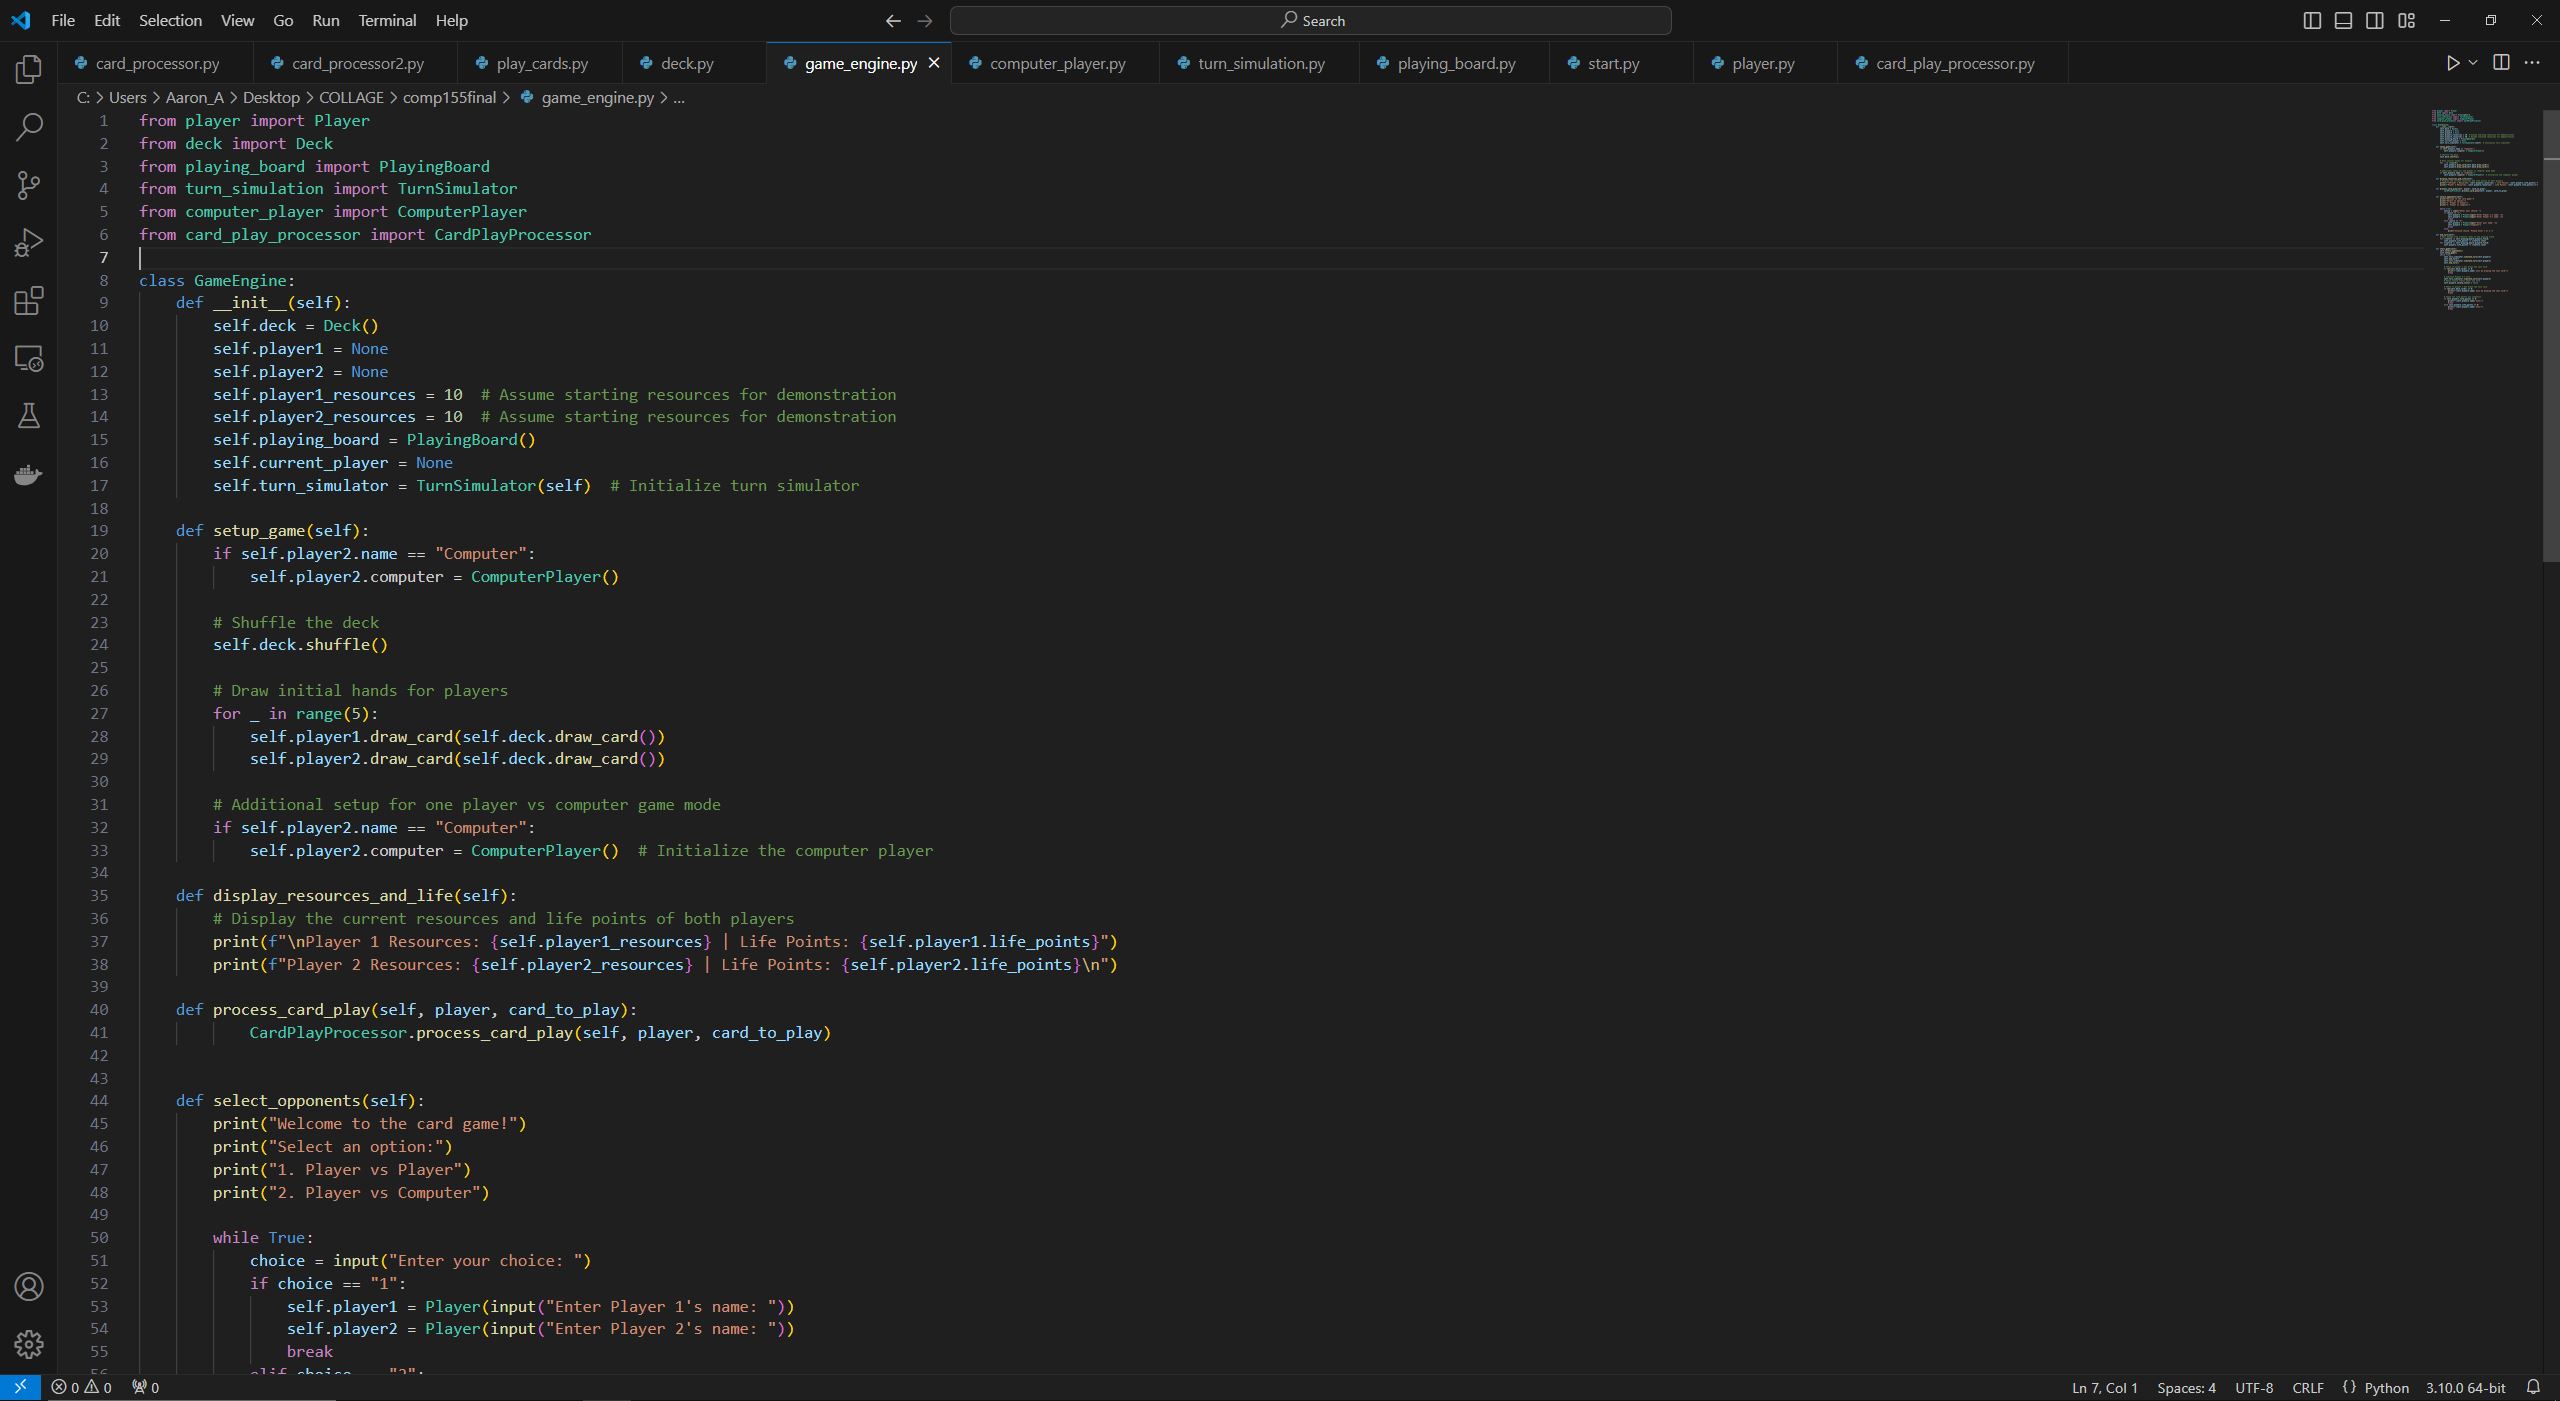 File Edit Selection View Go Run Terminal Help Search
card_processor.py card_processor2.py play_cards.py deck.py game_engine.py computer_player.py turn_simulation.py playing_board.py start.py player.py card_play_processor.py
C: > Users > Aaron_A > Desktop > COLLAGE > comp155final > game_engine.py > ...
1 from player import Player
2 from deck import Deck
3 from playing_board import PlayingBoard
4 from turn_simulation import TurnSimulator
5 from computer_player import ComputerPlayer
6 from card_play_processor import CardPlayProcessor
7
8 class GameEngine:
9     def __init__(self):
10         self.deck = Deck()
11         self.player1 = None
12         self.player2 = None
13         self.player1_resources = 10  # Assume starting resources for demonstration
14         self.player2_resources = 10  # Assume starting resources for demonstration
15         self.playing_board = PlayingBoard()
16         self.current_player = None
17         self.turn_simulator = TurnSimulator(self)  # Initialize turn simulator
18
19     def setup_game(self):
20         if self.player2.name == "Computer":
21             self.player2.computer = ComputerPlayer()
22
23         # Shuffle the deck
24         self.deck.shuffle()
25
26         # Draw initial hands for players
27         for _ in range(5):
28             self.player1.draw_card(self.deck.draw_card())
29             self.player2.draw_card(self.deck.draw_card())
30
31         # Additional setup for one player vs computer game mode
32         if self.player2.name == "Computer":
33             self.player2.computer = ComputerPlayer()  # Initialize the computer player
34
35     def display_resources_and_life(self):
36         # Display the current resources and life points of both players
37         print(f"\nPlayer 1 Resources: {self.player1_resources} | Life Points: {self.player1.life_points}")
38         print(f"Player 2 Resources: {self.player2_resources} | Life Points: {self.player2.life_points}\n")
39
40     def process_card_play(self, player, card_to_play):
41             CardPlayProcessor.process_card_play(self, player, card_to_play)
42
43
44     def select_opponents(self):
45         print("Welcome to the card game!")
46         print("Select an option:")
47         print("1. Player vs Player")
48         print("2. Player vs Computer")
49
50         while True:
51             choice = input("Enter your choice: ")
52             if choice == "1":
53                 self.player1 = Player(input("Enter Player 1's name: "))
54                 self.player2 = Player(input("Enter Player 2's name: "))
55                 break
0 0 0 Ln 7, Col 1 Spaces: 4 UTF-8 CRLF {} Python 3.10.0 64-bit